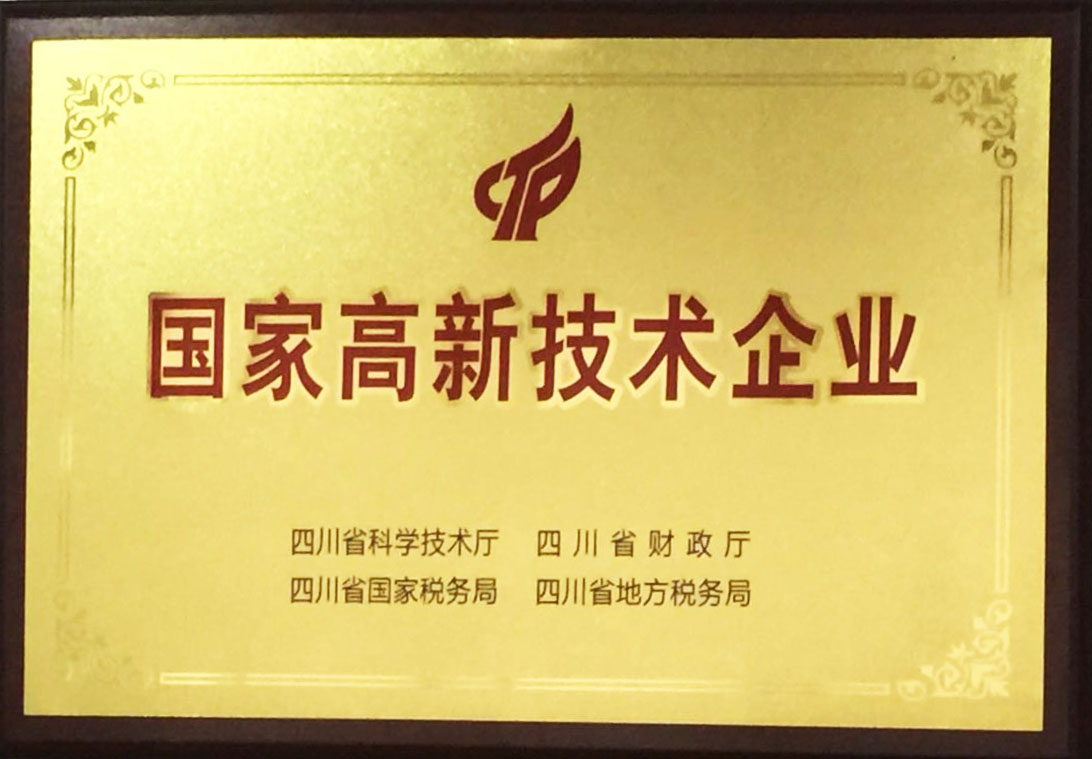 CTP
国家高新技术企业
四川省科学技术厅 四川省财政厅
四川省国家税务局 四川省地方税务局